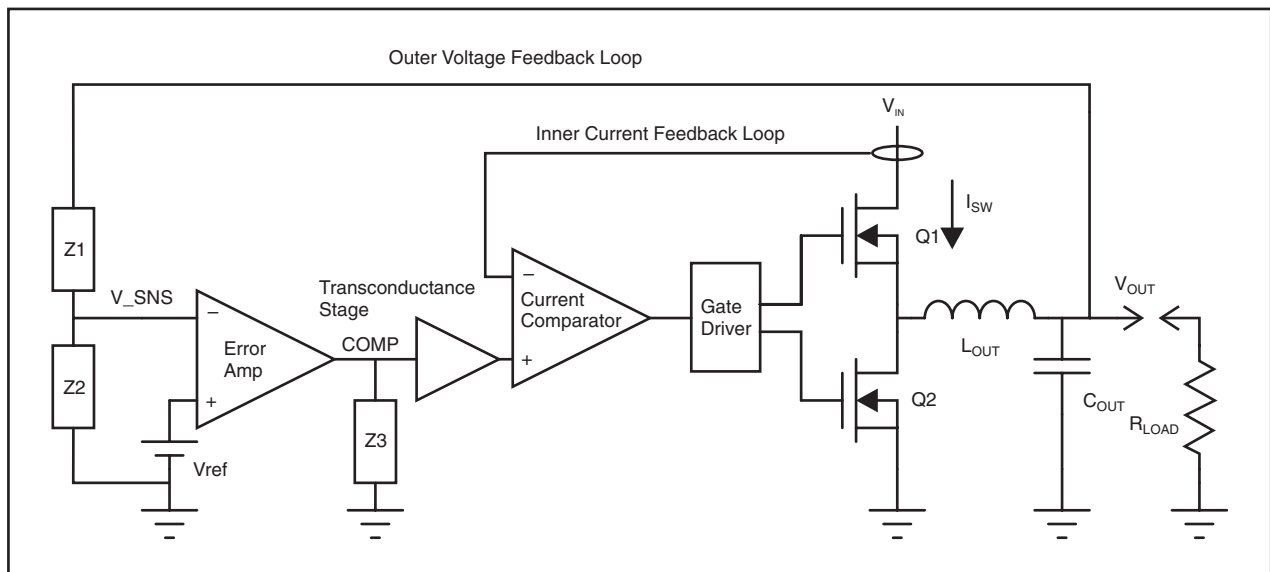 Outer Voltage Feedback Loop
V_IN
Inner Current Feedback Loop
I_SW
Z1
Q1
V_SNS
Transconductance
Stage
−
−
Current
Comparator
Gate
Driver
V_OUT
Error
Amp
COMP
+
L_OUT
Z2
+
Q2
C_OUT
Z3
R_LOAD
Vref